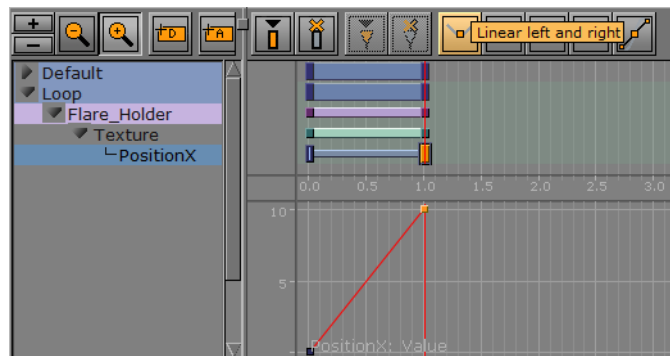 +
-
D
A
Linear left and right
Default
Loop
Flare_Holder
Texture
PositionX
0.0 0.5 1.0 1.5 2.0 2.5 3.0
10
5
PositionX: Value